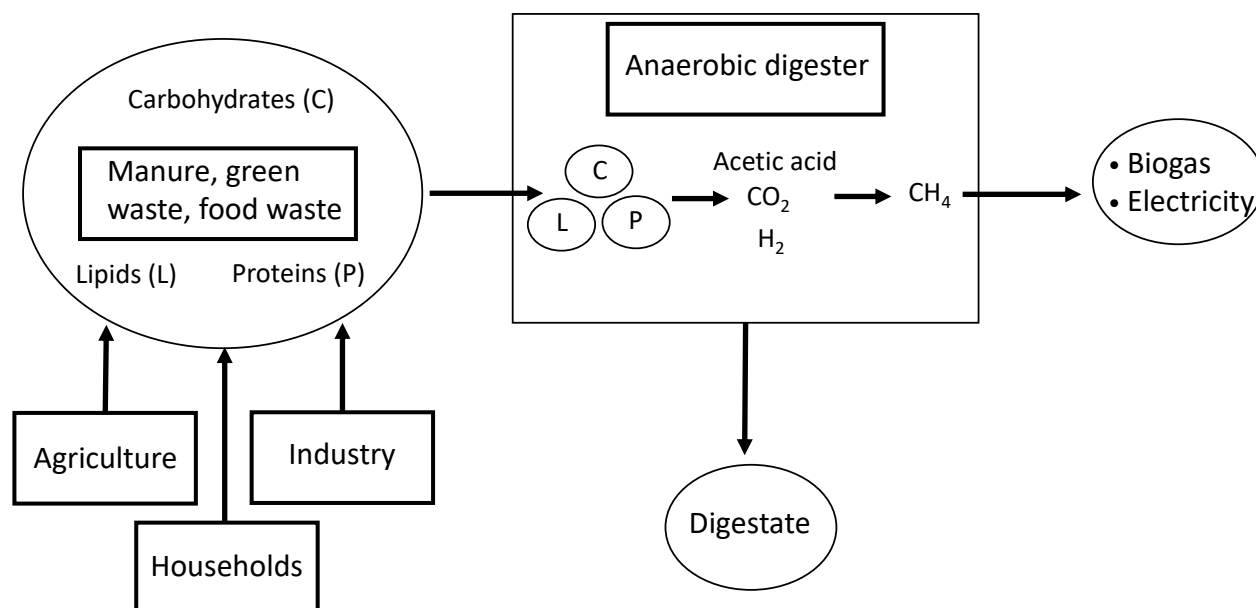 Carbohydrates (C)
Manure, green
waste, food waste
Lipids (L)
Proteins (P)
Agriculture
Industry
Households
Anaerobic digester
C
L
P
Acetic acid
CO₂
H₂
CH₄
• Biogas
• Electricity
Digestate